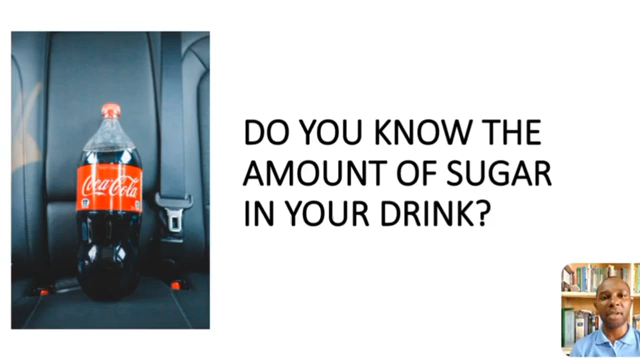 Coca-Cola
DO YOU KNOW THE
AMOUNT OF SUGAR
IN YOUR DRINK?